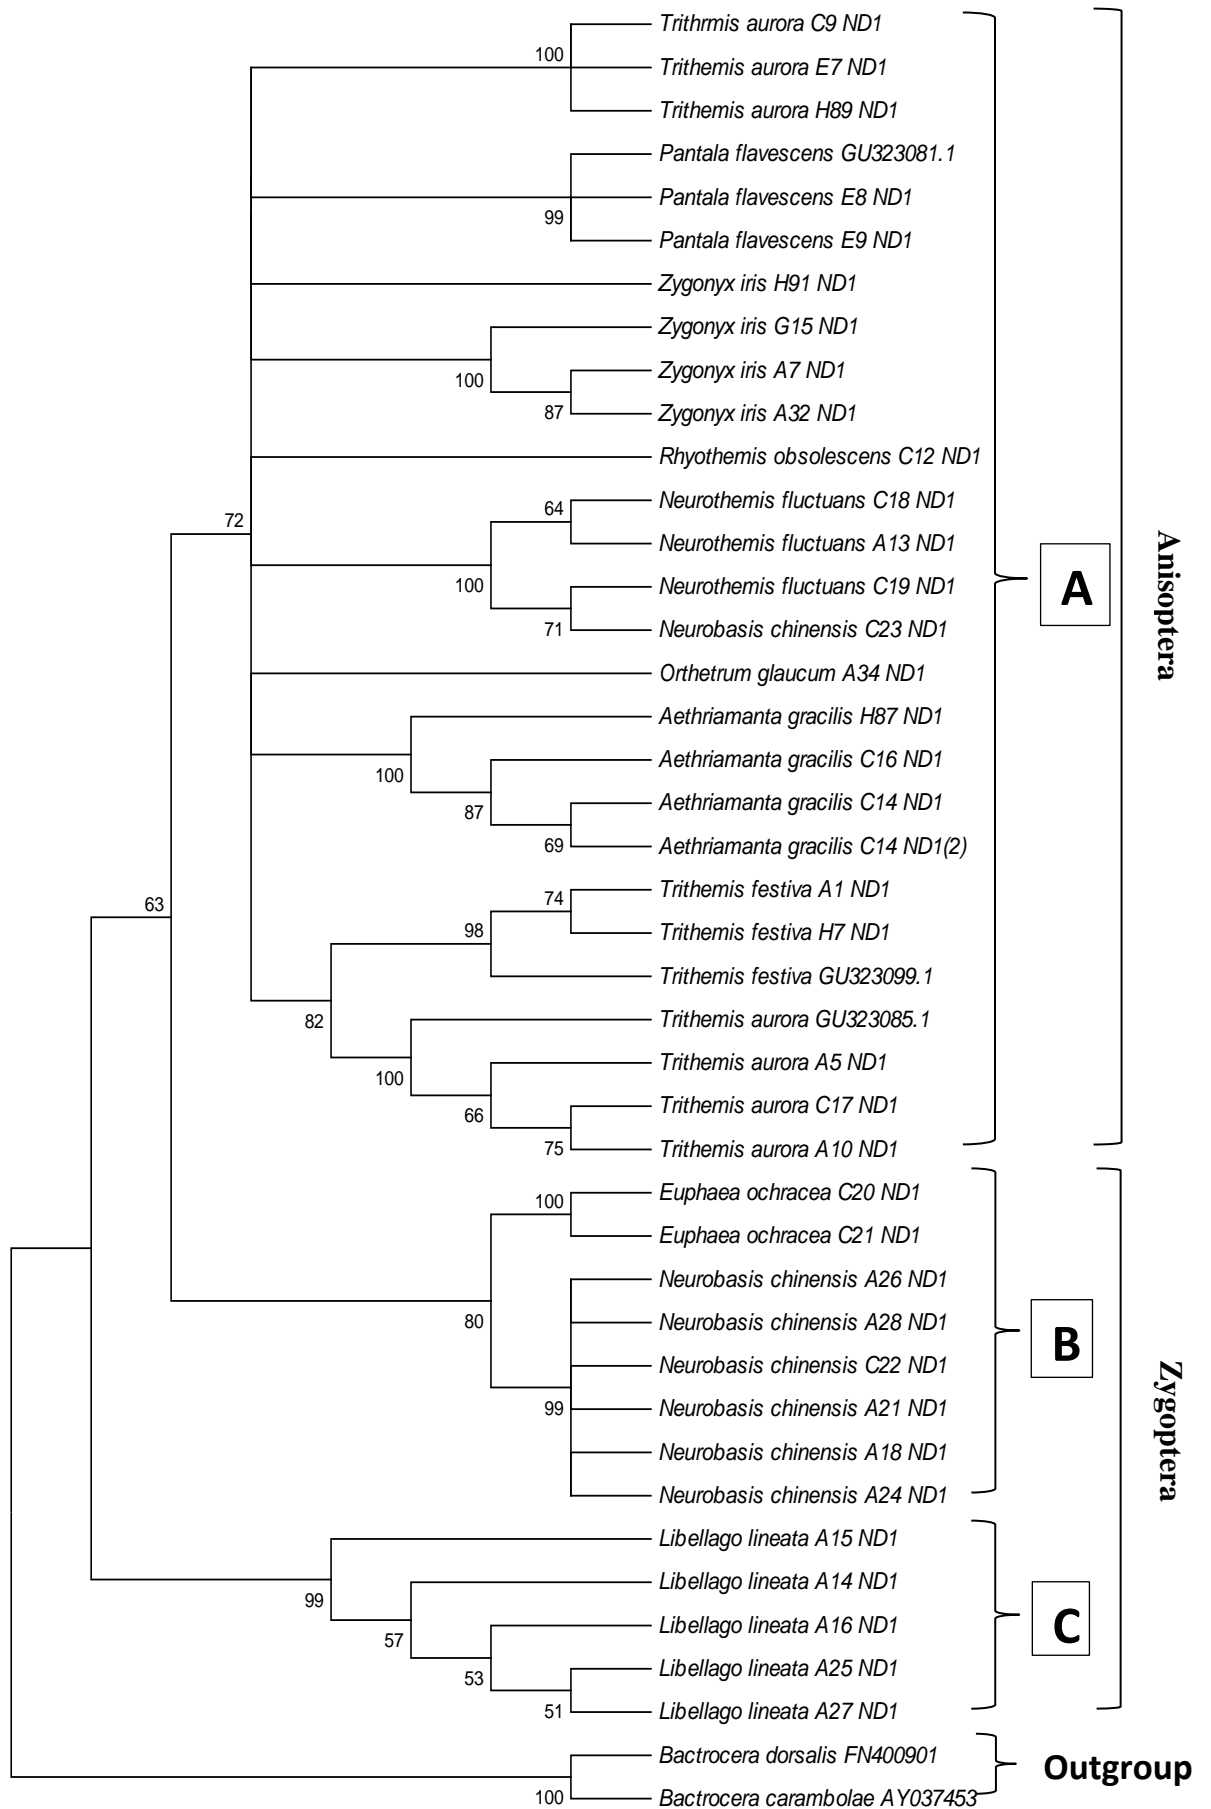 Trithrmis aurora C9 ND1
100
Trithemis aurora E7 ND1
Trithemis aurora H89 ND1
Pantala flavescens GU323081.1
Pantala flavescens E8 ND1
99
Pantala flavescens E9 ND1
Zygonyx iris H91 ND1
Zygonyx iris G15 ND1
100
Zygonyx iris A7 ND1
87
Zygonyx iris A32 ND1
Rhyothemis obsolescens C12 ND1
72
64
Neurothemis fluctuans C18 ND1
Neurothemis fluctuans A13 ND1
100
Neurothemis fluctuans C19 ND1
71
Neurobasis chinensis C23 ND1
A
Anisoptera
Orthetrum glaucum A34 ND1
Aethriamanta gracilis H87 ND1
100
Aethriamanta gracilis C16 ND1
87
Aethriamanta gracilis C14 ND1
69
Aethriamanta gracilis C14 ND1(2)
63
74
Trithemis festiva A1 ND1
98
Trithemis festiva H7 ND1
Trithemis festiva GU323099.1
82
Trithemis aurora GU323085.1
100
Trithemis aurora A5 ND1
66
Trithemis aurora C17 ND1
75
Trithemis aurora A10 ND1
100
Euphaea ochracea C20 ND1
Euphaea ochracea C21 ND1
Neurobasis chinensis A26 ND1
80
Neurobasis chinensis A28 ND1
Neurobasis chinensis C22 ND1
99
Neurobasis chinensis A21 ND1
Neurobasis chinensis A18 ND1
Neurobasis chinensis A24 ND1
B
Zygoptera
Libellago lineata A15 ND1
99
Libellago lineata A14 ND1
57
Libellago lineata A16 ND1
53
Libellago lineata A25 ND1
51
Libellago lineata A27 ND1
C
Bactrocera dorsalis FN400901
100
Bactrocera carambolae AY037453
Outgroup